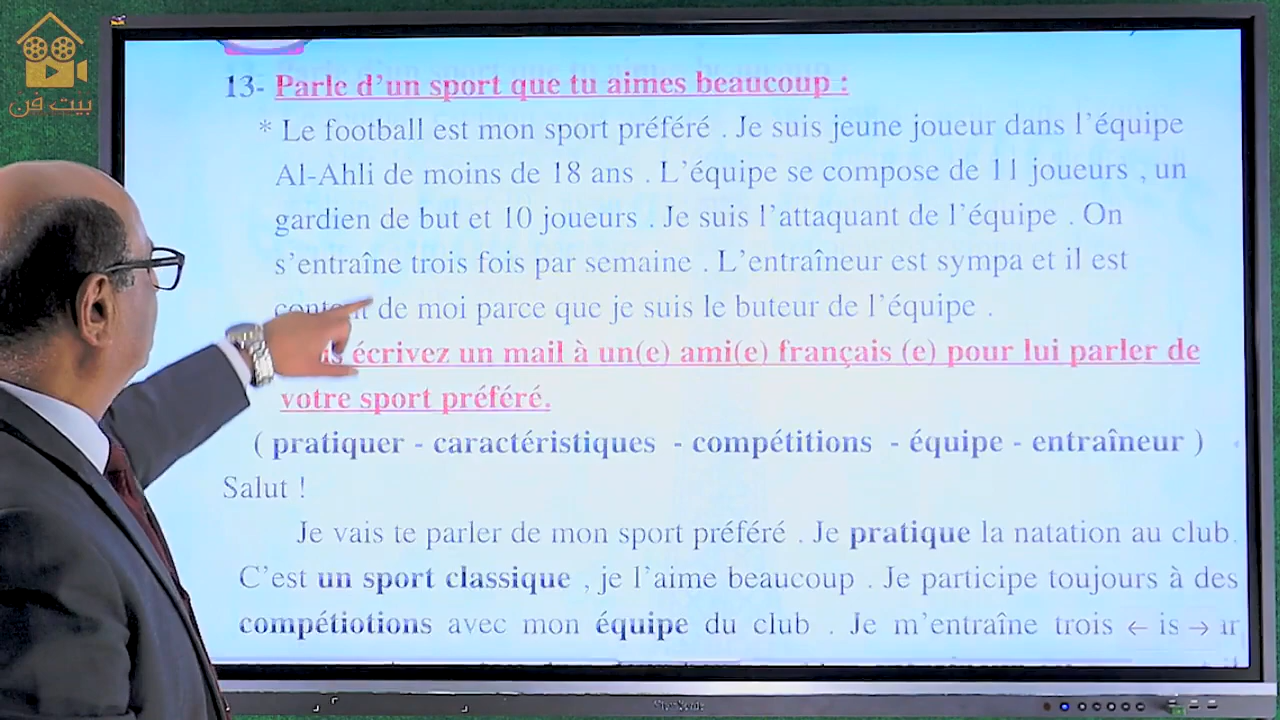 بيت فن
13- Parle d'un sport que tu aimes beaucoup :
* Le football est mon sport préféré . Je suis jeune joueur dans l'équipe
Al-Ahli de moins de 18 ans . L'équipe se compose de 11 joueurs , un
gardien de but et 10 joueurs . Je suis l'attaquant de l'équipe . On
s'entraîne trois fois par semaine . L'entraîneur est sympa et il est
de moi parce que je suis le buteur de l'équipe .
écrivez un mail à un(e) ami(e) français (e) pour lui parler de
votre sport préféré.
( pratiquer - caractéristiques - compétitions - équipe - entraîneur )
Salut !
Je vais te parler de mon sport préféré . Je pratique la natation au club.
C'est un sport classique , je l'aime beaucoup . Je participe toujours à des
compétiotions avec mon équipe du club . Je m'entraîne trois ← is →